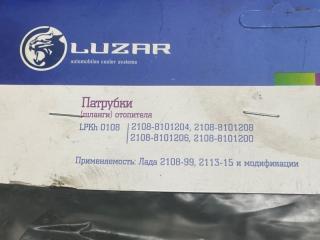 LUZAR
automobiles cooler systems
Патрубки
(шланги) отопителя
LPKh 0108 2108-8101204, 2108-8101208
2108-8101206, 2108-8101200
Применяемость: Лада 2108-99, 2113-15 и модификации